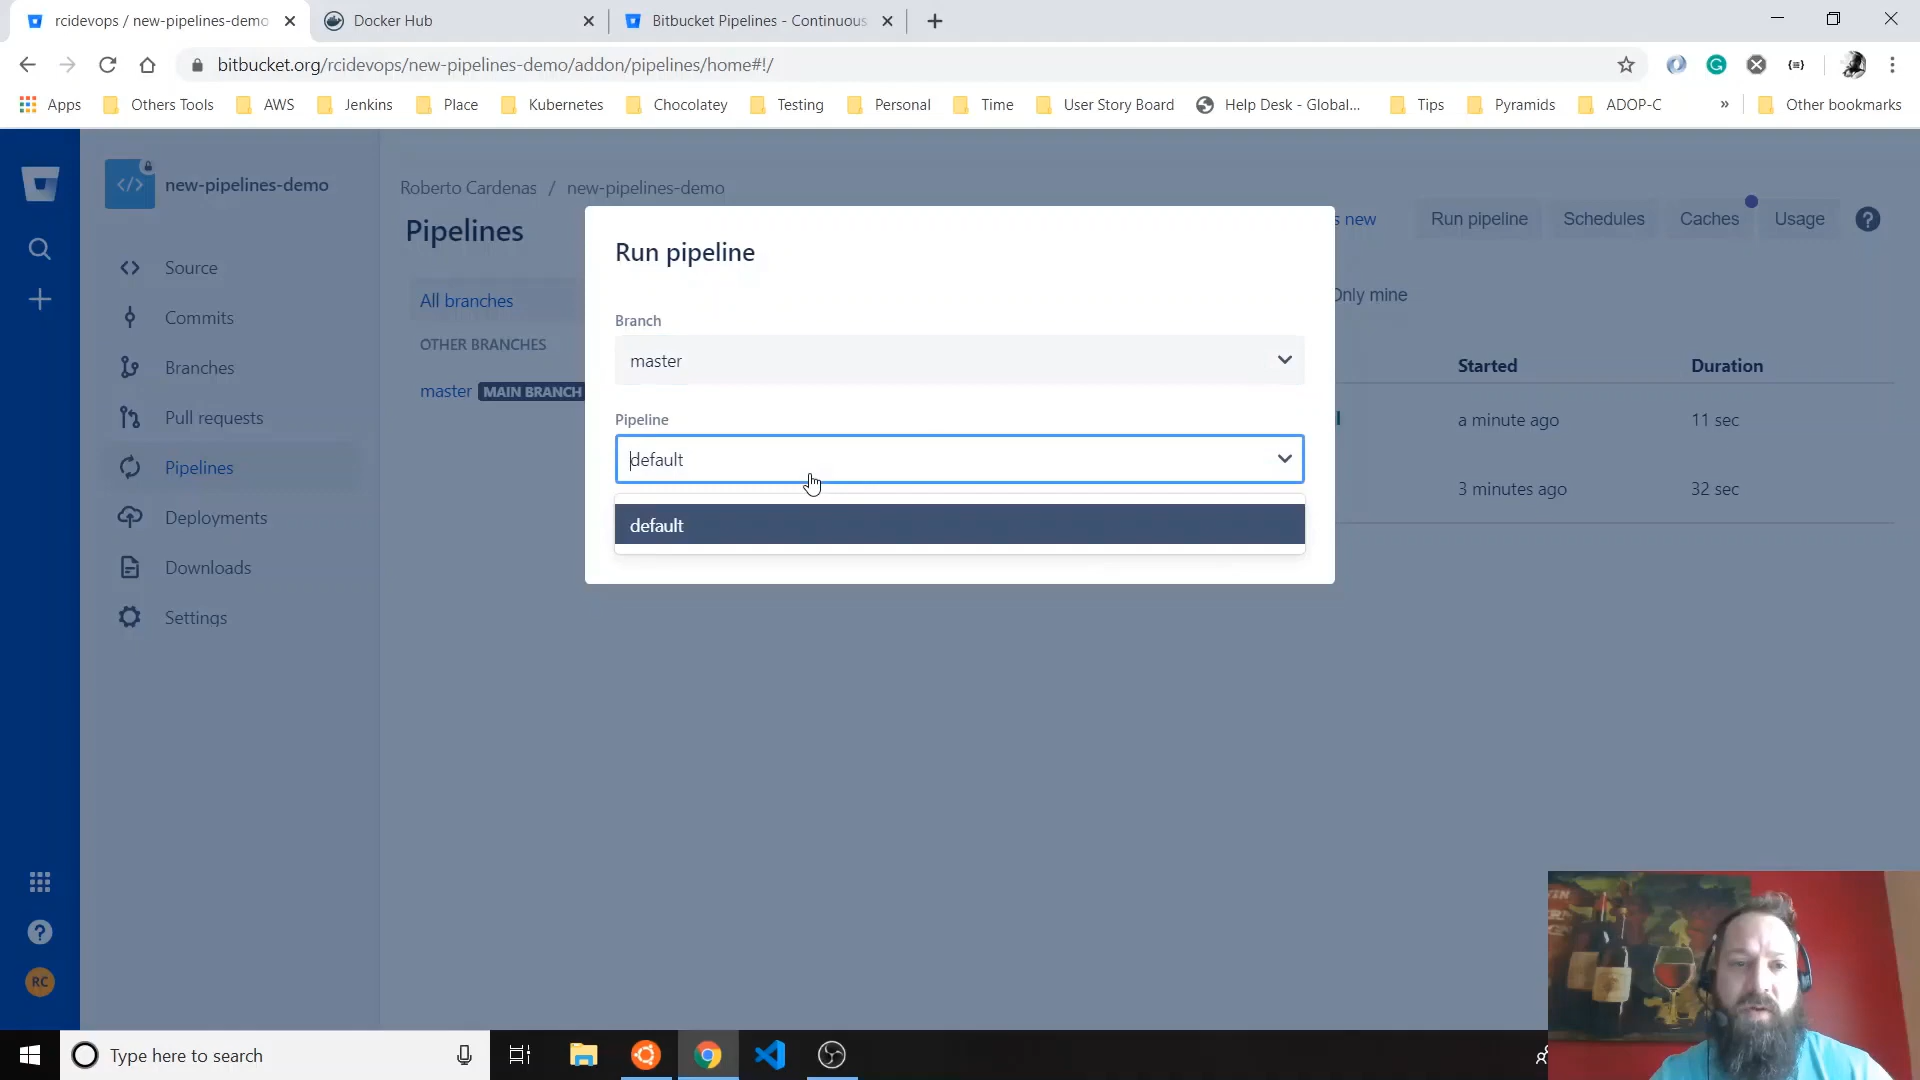 rcidevops / new-pipelines-demo
Docker Hub
Bitbucket Pipelines - Continuous
bitbucket.org/rcidevops/new-pipelines-demo/addon/pipelines/home#!/
Apps
Others Tools
AWS
Jenkins
Place
Kubernetes
Chocolatey
Testing
Personal
Time
User Story Board
Help Desk - Global...
Tips
Pyramids
ADOP-C
»
Other bookmarks
new-pipelines-demo
Source
Commits
Branches
Pull requests
Pipelines
Deployments
Downloads
Settings
RC
Roberto Cardenas / new-pipelines-demo
Pipelines
new
Run pipeline
Schedules
Caches
Usage
All branches
OTHER BRANCHES
master MAIN BRANCH
Only mine
Started Duration
a minute ago 11 sec
3 minutes ago 32 sec
Run pipeline
Branch
master
Pipeline
default
default
Type here to search